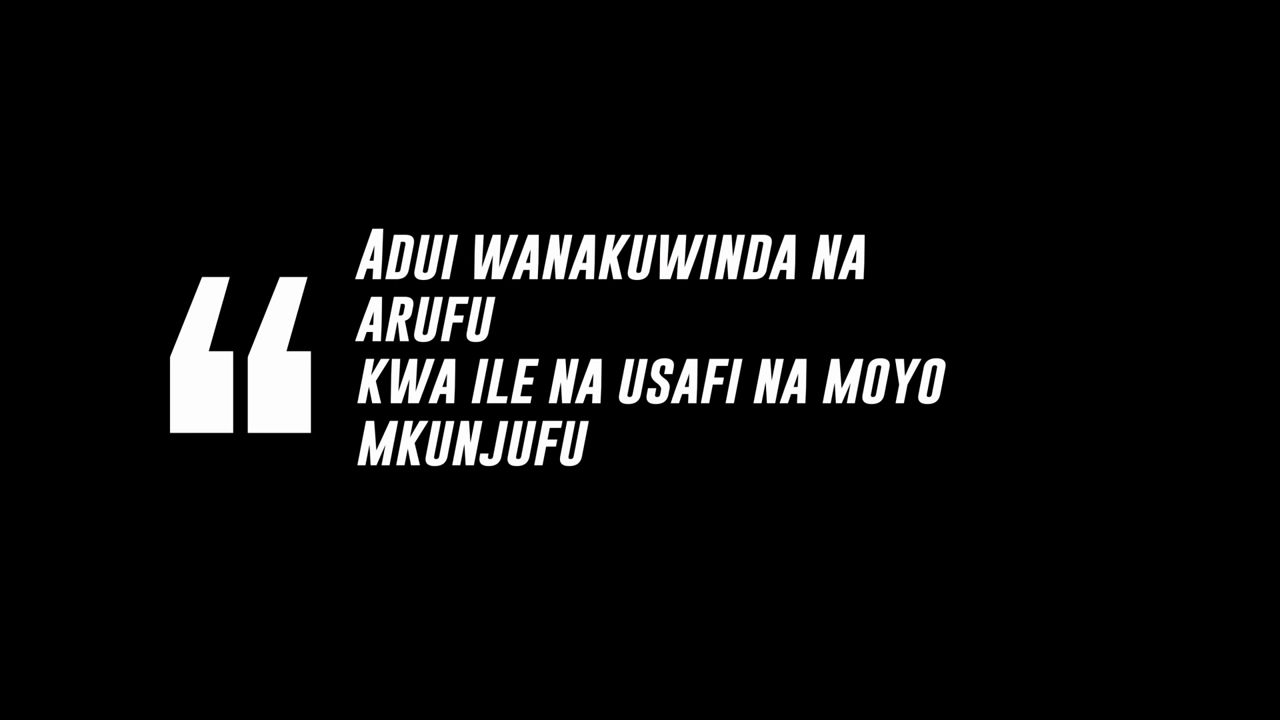 Adui wanakuwinda na
arufu
kwa ile na usafi na moyo
mkunjufu